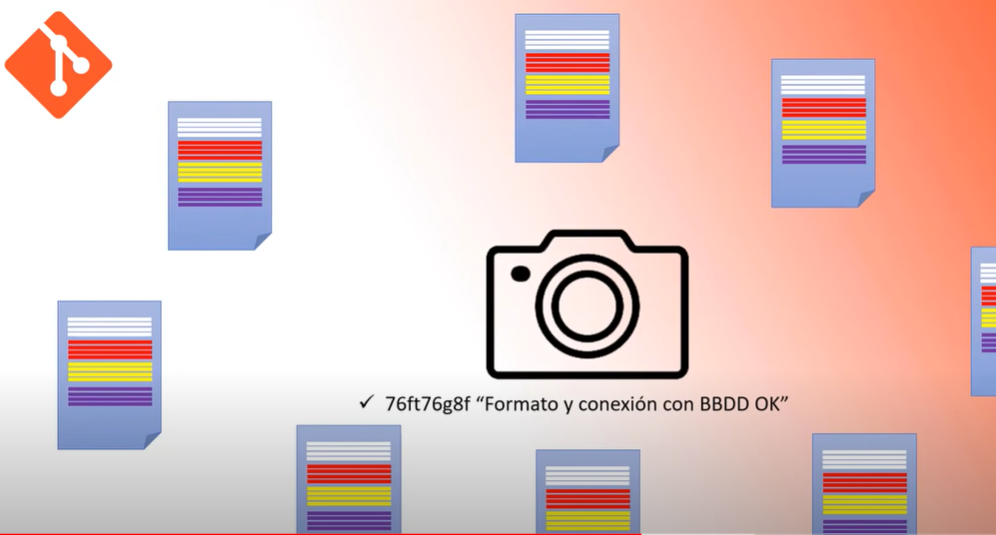 ✓ 76ft76g8f “Formato y conexión con BBDD OK”